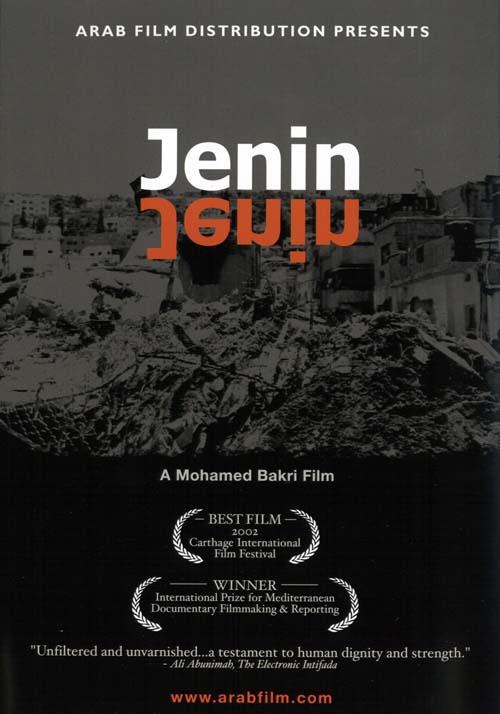 ARAB FILM DISTRIBUTION PRESENTS
Jenin
Jenin
A Mohamed Bakri Film
BEST FILM
2002
Carthage International
Film Festival
WINNER
International Prize for Mediterranean
Documentary Filmmaking & Reporting
"Unfiltered and unvarnished...a testament to human dignity and strength."
- Ali Abunimah, The Electronic Intifada
www.arabfilm.com